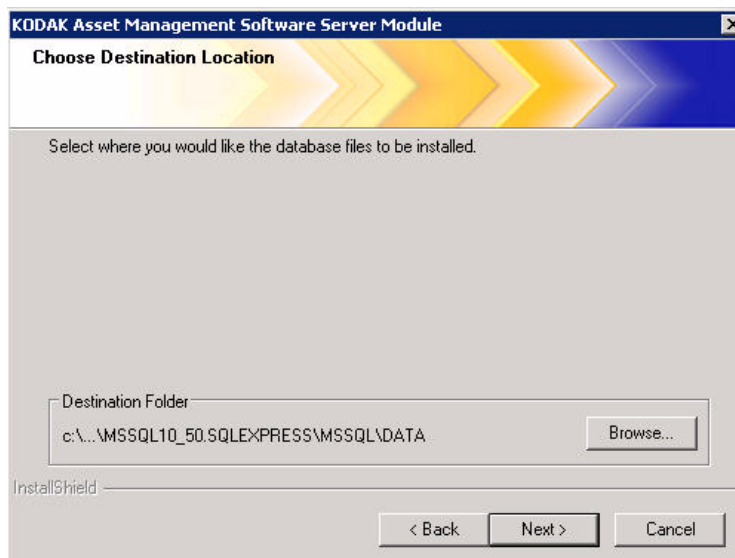 KODAK Asset Management Software Server Module
Choose Destination Location
Select where you would like the database files to be installed.
Destination Folder
c:\...\MSSQL10_50.SQLEXPRESS\MSSQL\DATA
Browse...
InstallShield
< Back
Next >
Cancel